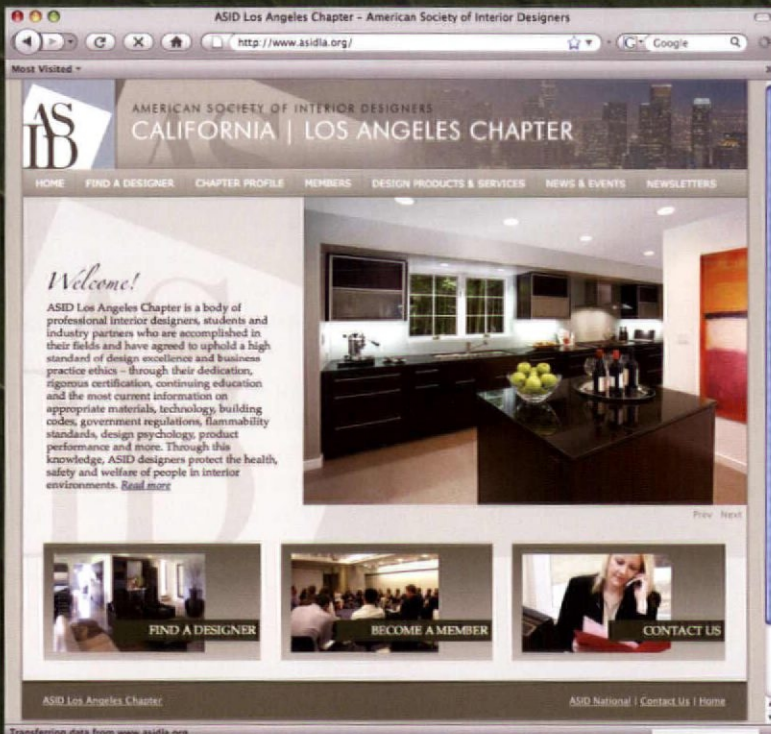 ASID Los Angeles Chapter – American Society of Interior Designers
http://www.asidla.org/
Google
Most Visited
AS
ID
AMERICAN SOCIETY OF INTERIOR DESIGNERS
CALIFORNIA | LOS ANGELES CHAPTER
HOME FIND A DESIGNER CHAPTER PROFILE MEMBERS DESIGN PRODUCTS & SERVICES NEWS & EVENTS NEWSLETTERS
Welcome!
ASID Los Angeles Chapter is a body of
professional interior designers, students and
industry partners who are accomplished in
their fields and have agreed to uphold a high
standard of design excellence and business
practice ethics – through their dedication,
rigorous certification, continuing education
and the most current information on
appropriate materials, technology, building
codes, government regulations, flammability
standards, design psychology, product
performance and more. Through this
knowledge, ASID designers protect the health,
safety and welfare of people in interior
environments. Read more
Prev Next
FIND A DESIGNER
BECOME A MEMBER
CONTACT US
ASID Los Angeles Chapter
ASID National | Contact Us | Home
Transferring data from www.asidla.org